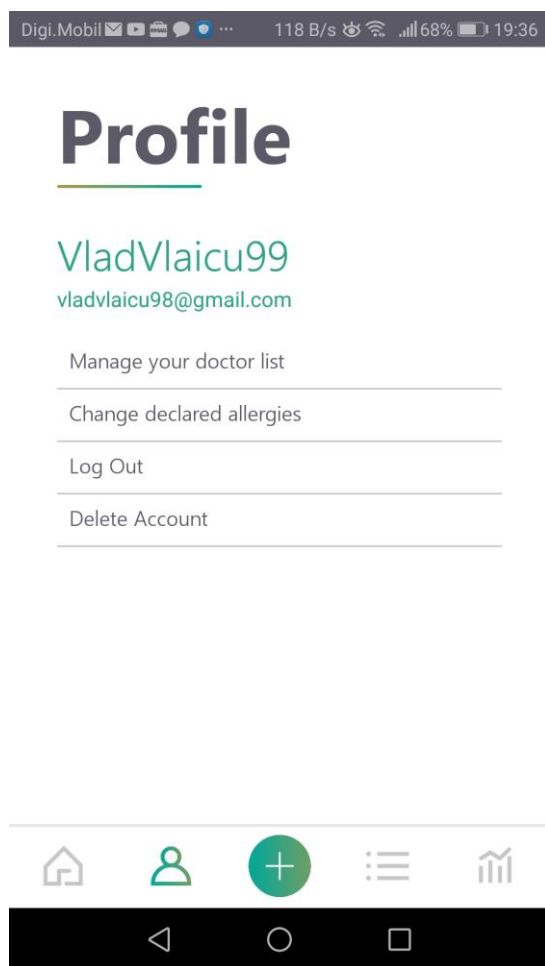 Digi.Mobil ... 118 B/s 68% 19:36
Profile
VladVlaicu99
vladvlaicu98@gmail.com
Manage your doctor list
Change declared allergies
Log Out
Delete Account